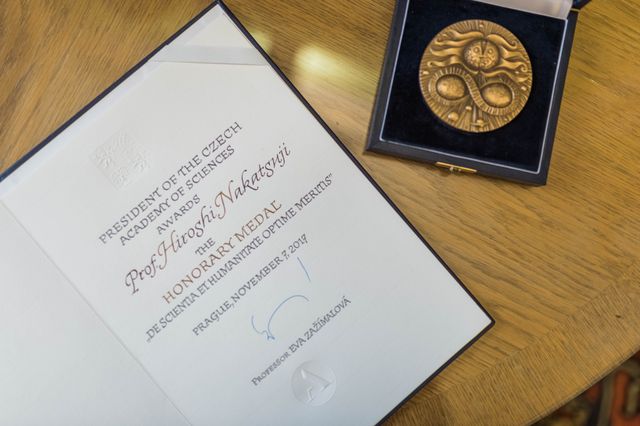 PRESIDENT OF THE CZECH
ACADEMY OF SCIENCES
AWARDS
Prof Hiroshi Nakatsuji
THE
HONORARY MEDAL
„DE SCIENTIA ET HUMANITATE OPTIME MERITIS"
PRAGUE, NOVEMBER 7, 2017
PROFESSOR EVA ZAŽÍMALOVÁ